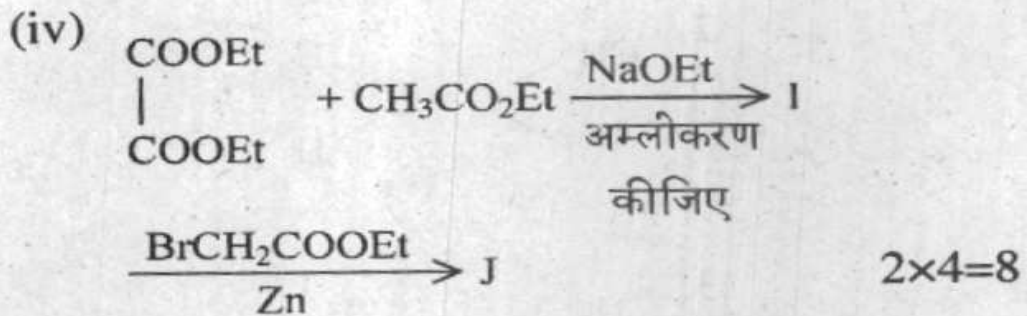 (iv)
COOEt
|
COOEt
+ CH₃CO₂Et
NaOEt
अम्लीकरण
कीजिए
I
BrCH₂COOEt
Zn
J
2×4=8